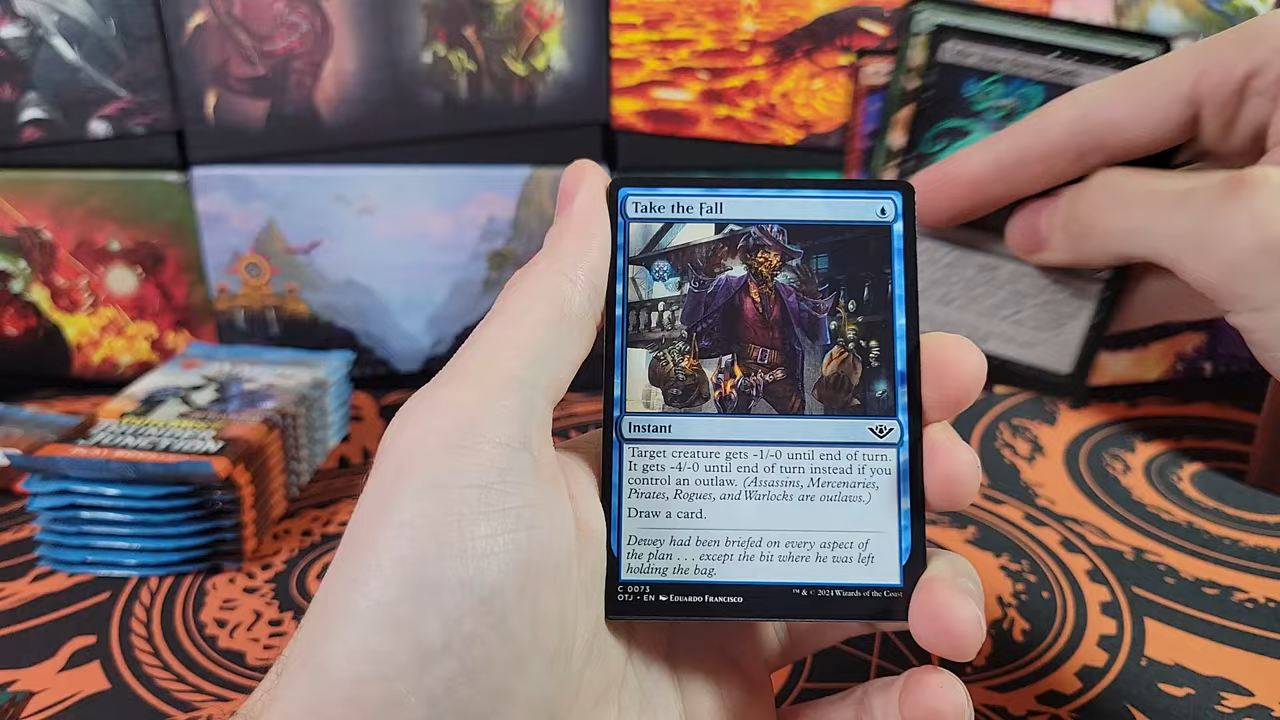 Take the Fall
Instant
Target creature gets -1/-0 until end of turn.
It gets -4/-0 until end of turn instead if you
control an outlaw. (Assassins, Mercenaries,
Pirates, Rogues, and Warlocks are outlaws.)
Draw a card.
Dewey had been briefed on every aspect of
the plan . . . except the bit where he was left
holding the bag.
C 0073
OTJ • EN Eduardo Francisco
™ & © 2024 Wizards of the Coast
JUNCTION